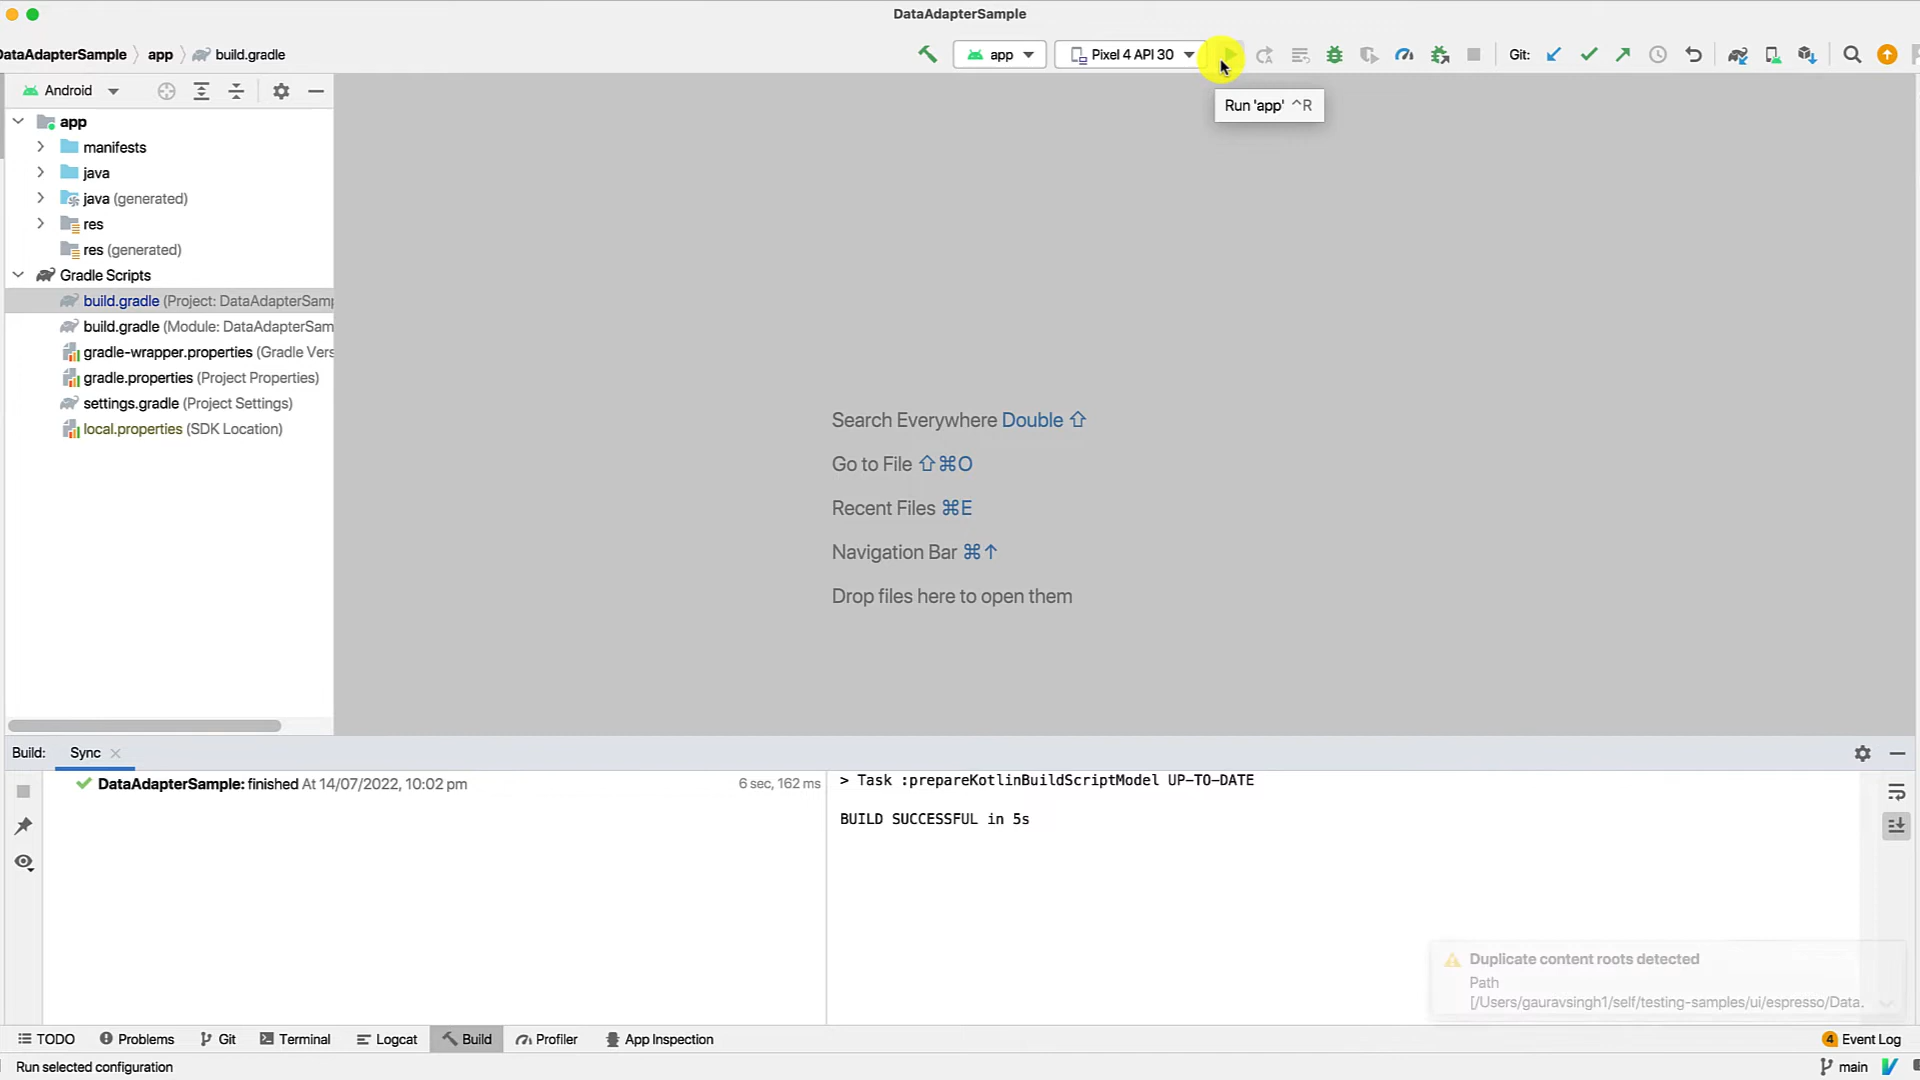 DataAdapterSample
DataAdapterSample app build.gradle
app Pixel 4 API 30 Git:
Run 'app' ^R
Android
app
manifests
java
java (generated)
res
res (generated)
Gradle Scripts
build.gradle (Project: DataAdapterSamp
build.gradle (Module: DataAdapterSam
gradle-wrapper.properties (Gradle Vers
gradle.properties (Project Properties)
settings.gradle (Project Settings)
local.properties (SDK Location)
Search Everywhere Double ⇧
Go to File ⇧⌘O
Recent Files ⌘E
Navigation Bar ⌘↑
Drop files here to open them
Build: Sync
DataAdapterSample: finished At 14/07/2022, 10:02 pm 6 sec, 162 ms
> Task :prepareKotlinBuildScriptModel UP-TO-DATE
BUILD SUCCESSFUL in 5s
Duplicate content roots detected
Path
[/Users/gauravsingh1/self/testing-samples/ui/espresso/Data.
TODO Problems Git Terminal Logcat Build Profiler App Inspection 4 Event Log
Run selected configuration main